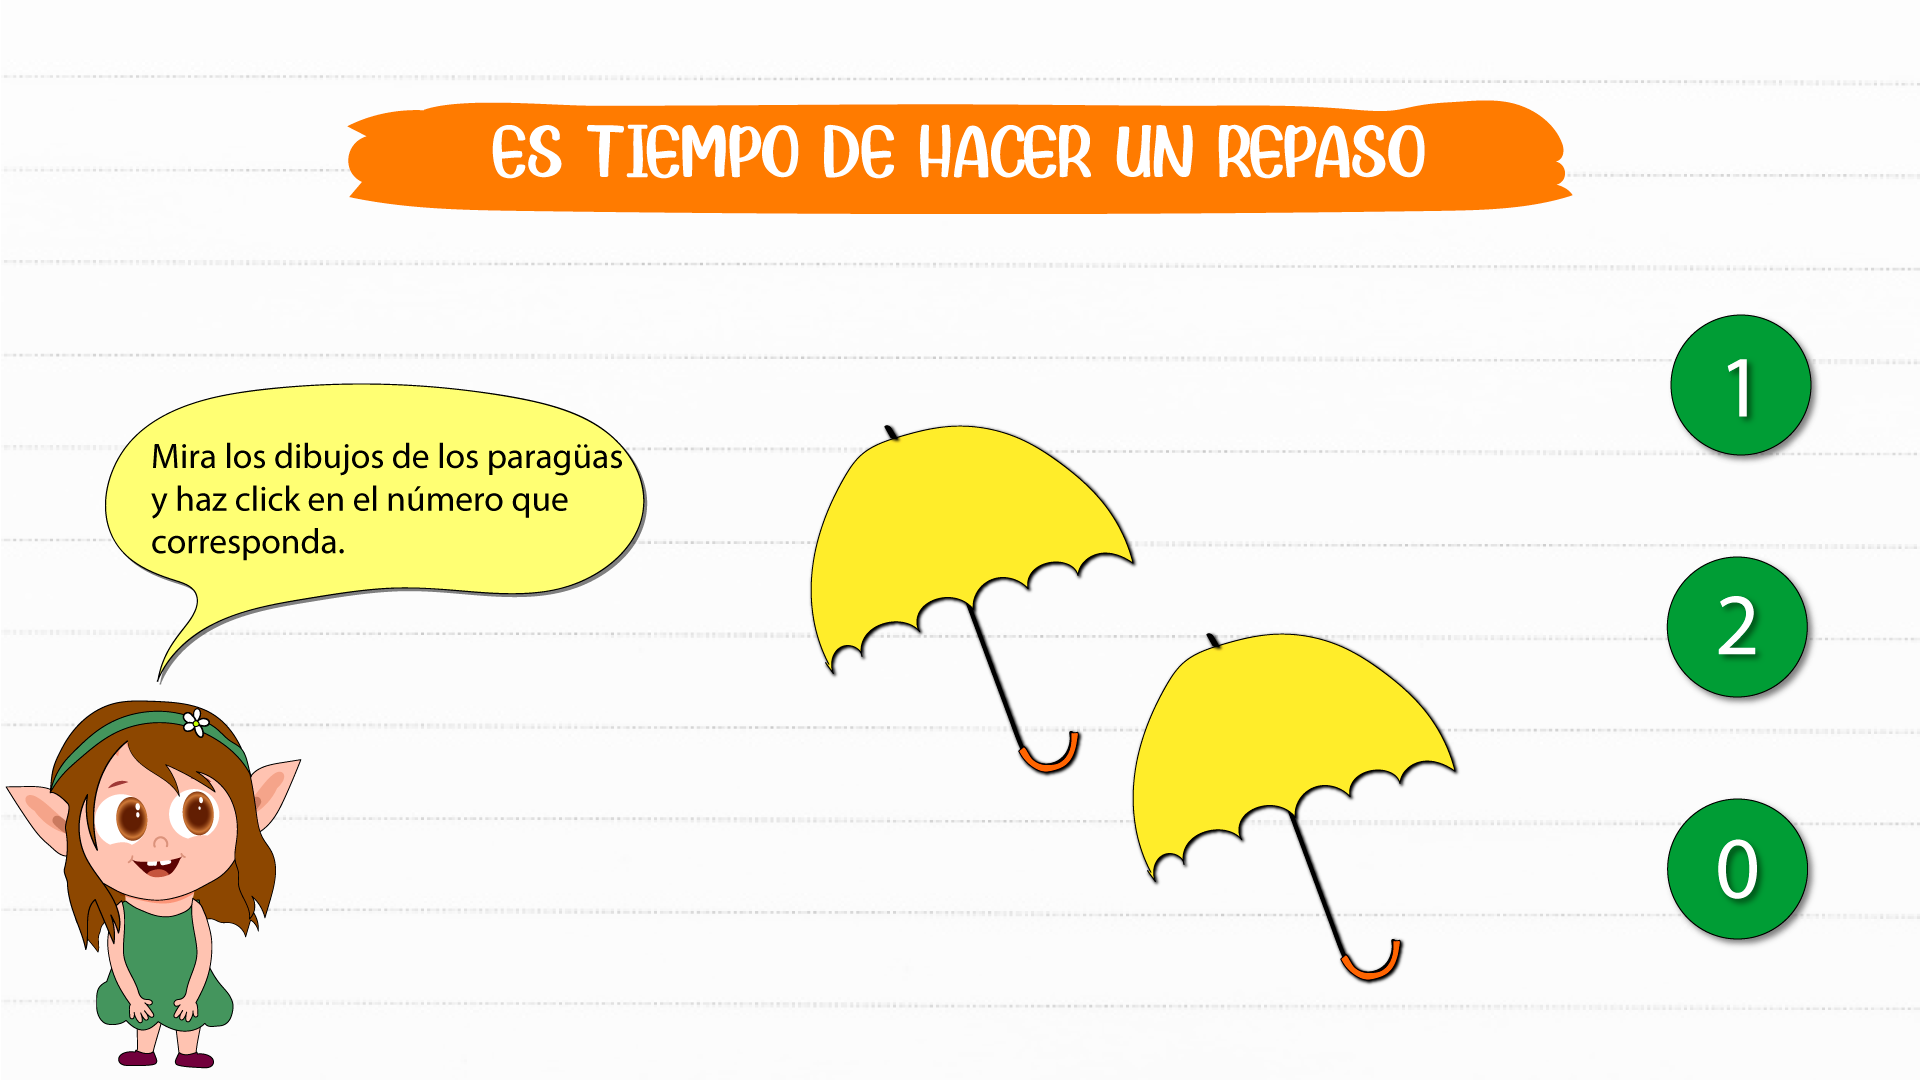 ES TIEMPO DE HACER UN REPASO
Mira los dibujos de los paragüas
y haz click en el número que
corresponda.
1
2
0